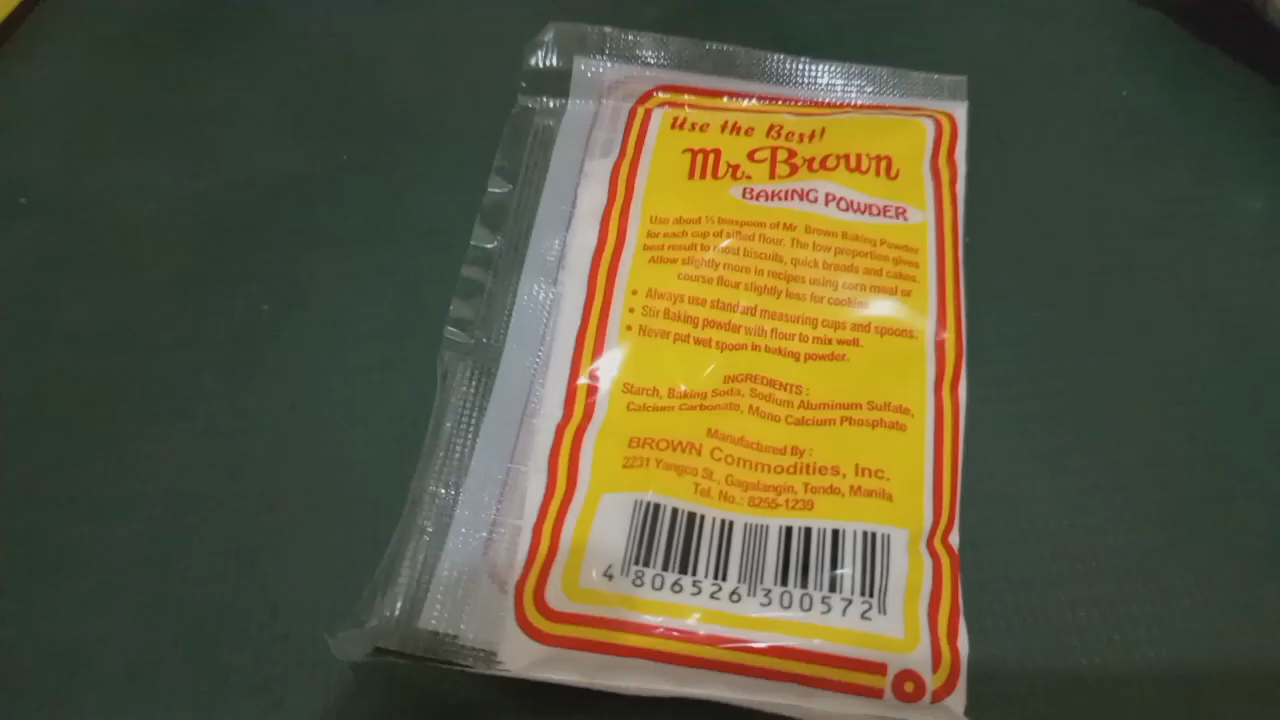 Use the Best!
Mr. Brown
BAKING POWDER
Use about ½ teaspoun of Mr. Brown Baking Powder
for each cup of sifted flour. The low proportion gives
best result to most biscuits, quick breads and cakes.
Allow slightly more in recipes using corn meal or
course flour slightly less for
• Always use standard measuring cups and spoons.
• Stir Baking powder with flour to mix well.
• Never put wet spoon in baking powder.
INGREDIENTS :
Starch, Baking Soda, Sodium Aluminum Sulfate,
Calcium Carbonate, Mono Calcium Phosphate
Manufactured By :
BROWN Commodities, Inc.
2231 Yangco St., Gagalangin, Tondo, Manila
Tel. No.: 8255-1239
4 806526 300572